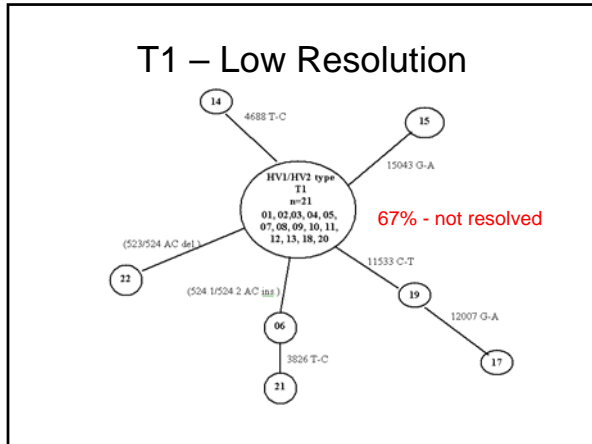 T1 – Low Resolution
14
4688 T-C
15
15043 G-A
HV1/HV2 type
T1
n=21
01, 02,03, 04, 05,
07, 08, 09, 10, 11,
12, 13, 18, 20
67% - not resolved
(523/524 AC del.)
22
(524.1/524.2 AC ins.)
11533 C-T
19
06
12007 G-A
3826 T-C
17
21